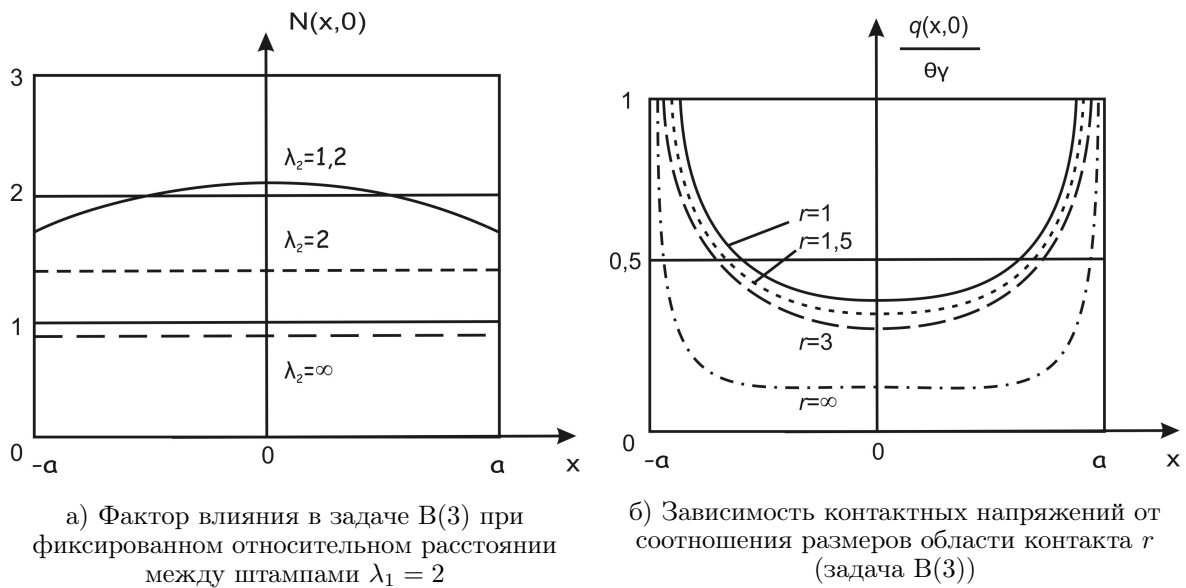 N(x,0)
3
λ₂=1,2
2
λ₂=2
1
λ₂=∞
0
-a
0
a
x
а) Фактор влияния в задаче B(3) при
фиксированном относительном расстоянии
между штампами λ₁ = 2
q(x,0)
θγ
1
r=1
r=1,5
0,5
r=3
r=∞
0
-a
0
a
x
б) Зависимость контактных напряжений от
соотношения размеров области контакта r
(задача B(3))